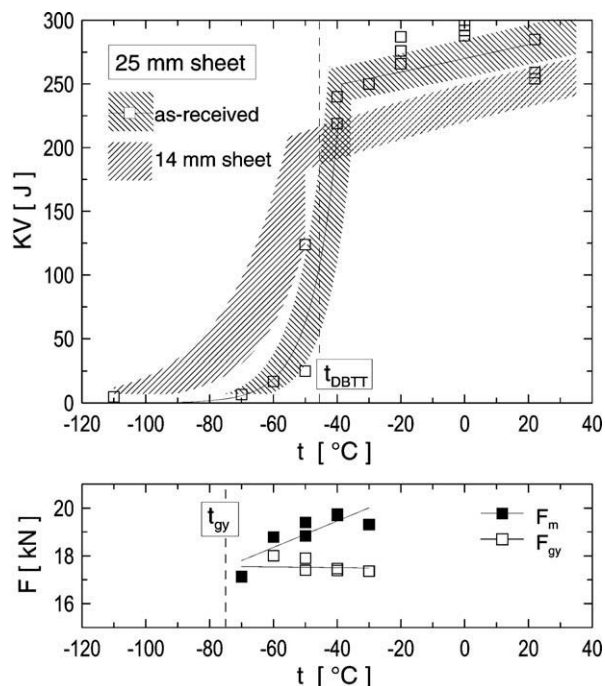 300
25 mm sheet
250
as-received
200
14 mm sheet
KV [ J ]
150
100
50
t_DBTT
0
-120 -100 -80 -60 -40 -20 0 20 40
t [ °C ]
t_gy
20
F_m
F_gy
F [ kN ]
18
16
-120 -100 -80 -60 -40 -20 0 20 40
t [ °C ]